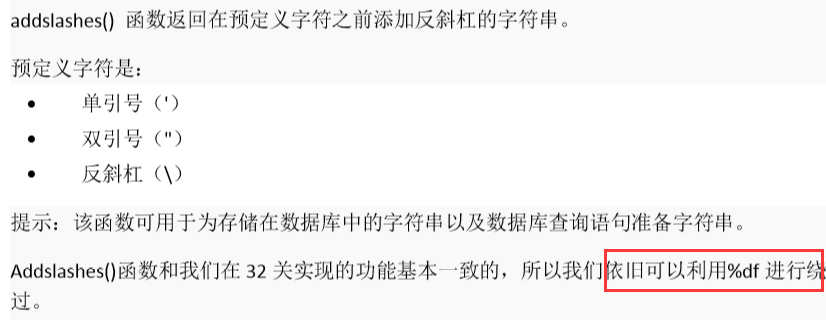 addslashes() 函数返回在预定义字符之前添加反斜杠的字符串。
预定义字符是：
• 单引号（'）
• 双引号（"）
• 反斜杠（\）
提示：该函数可用于为存储在数据库中的字符串以及数据库查询语句准备字符串。
Addslashes()函数和我们在 32 关实现的功能基本一致的，所以我们依旧可以利用%df 进行绕
过。